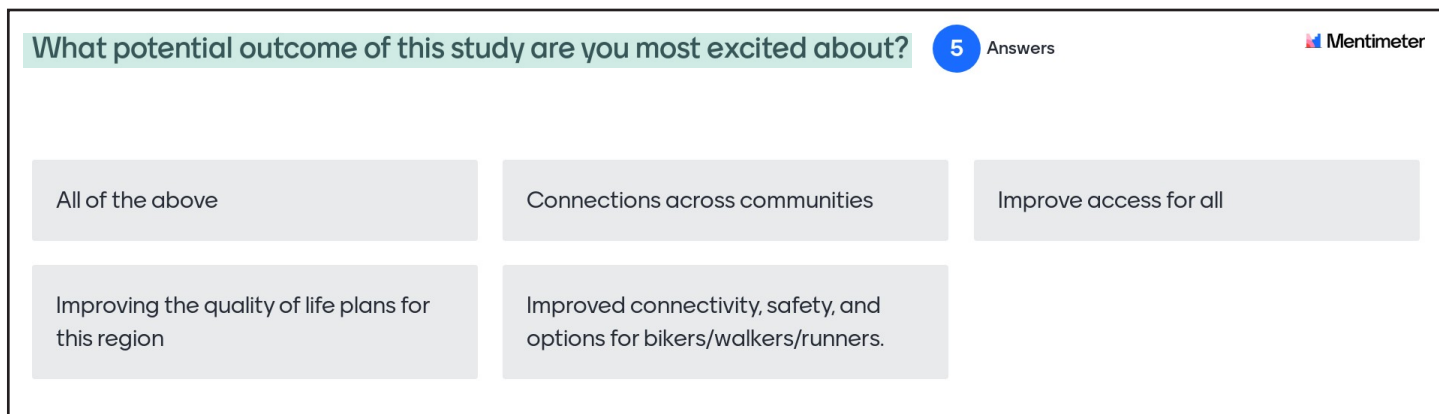 What potential outcome of this study are you most excited about?
5 Answers
Mentimeter
All of the above
Connections across communities
Improve access for all
Improving the quality of life plans for
this region
Improved connectivity, safety, and
options for bikers/walkers/runners.